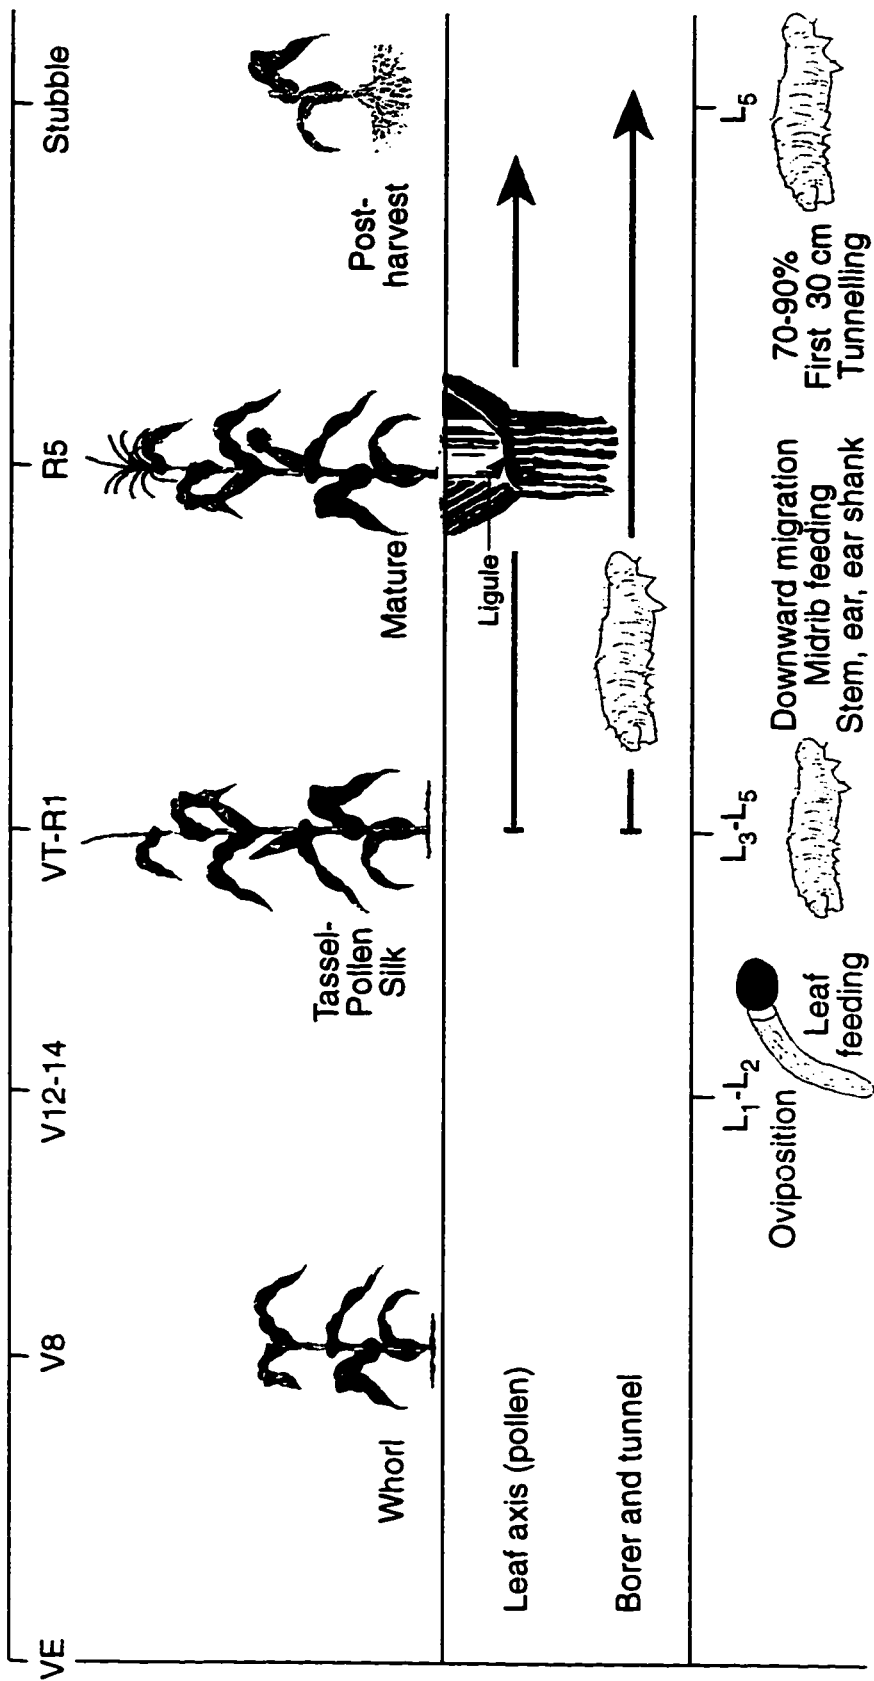 VE
V8
V12-14
VT-R1
R5
Stubble
Whorl
Tassel-
Pollen
Silk
Mature
Post-
harvest
Leaf axis (pollen)
Ligule
Borer and tunnel
L₁-L₂
L₃-L₅
L₅
Oviposition
Leaf
feeding
Downward migration
Midrib feeding
Stem, ear, ear shank
70-90%
First 30 cm
Tunnelling